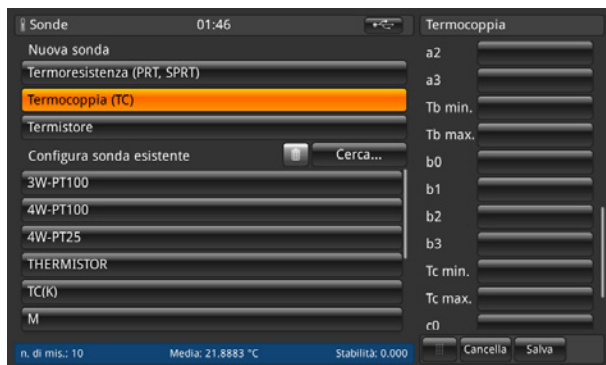 Sonde 01:46
Nuova sonda
Termoresistenza (PRT, SPRT)
Termocoppia (TC)
Termistore
Configura sonda esistente Cerca...
3W-PT100
4W-PT100
4W-PT25
THERMISTOR
TC(K)
M
n. di mis.: 10 Media: 21.8883 °C Stabilità: 0.000
Termocoppia
a2
a3
Tb min.
Tb max.
b0
b1
b2
b3
Tc min.
Tc max.
c0
Cancella Salva